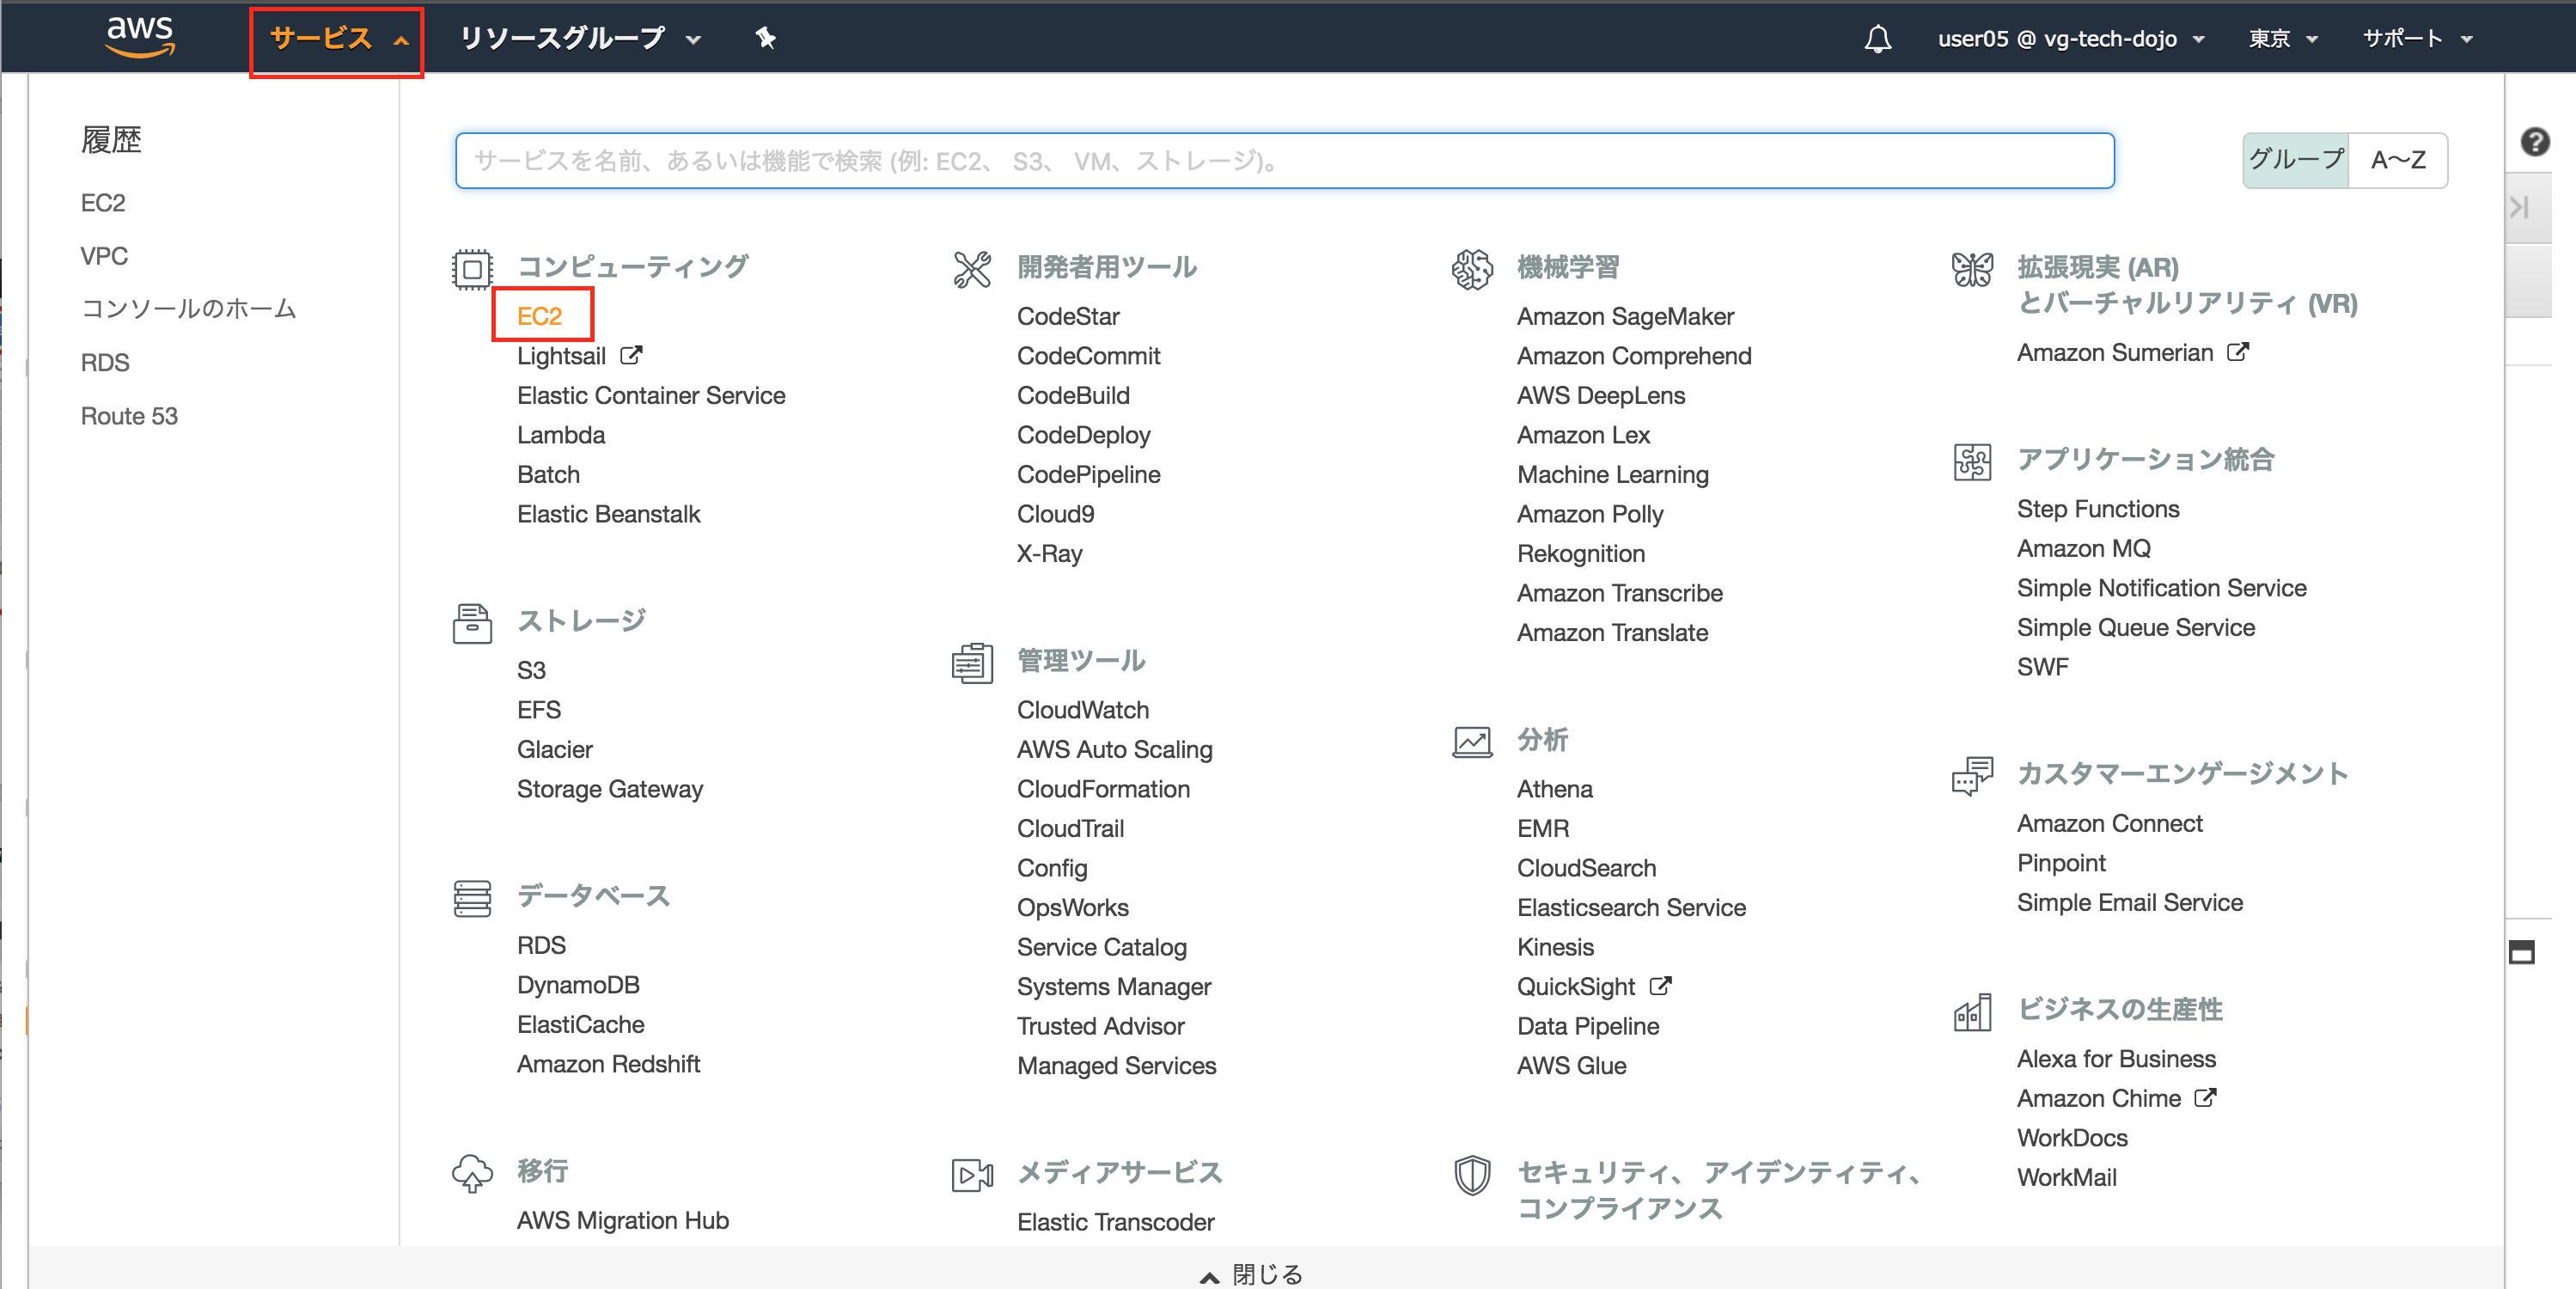 aws
サービス
リソースグループ
user05 @ vg-tech-dojo
東京
サポート
履歴
EC2
VPC
コンソールのホーム
RDS
Route 53
サービスを名前、あるいは機能で検索 (例: EC2、 S3、 VM、ストレージ)。
グループ
A〜Z
コンピューティング
EC2
Lightsail
Elastic Container Service
Lambda
Batch
Elastic Beanstalk
ストレージ
S3
EFS
Glacier
Storage Gateway
データベース
RDS
DynamoDB
ElastiCache
Amazon Redshift
移行
AWS Migration Hub
開発者用ツール
CodeStar
CodeCommit
CodeBuild
CodeDeploy
CodePipeline
Cloud9
X-Ray
管理ツール
CloudWatch
AWS Auto Scaling
CloudFormation
CloudTrail
Config
OpsWorks
Service Catalog
Systems Manager
Trusted Advisor
Managed Services
メディアサービス
Elastic Transcoder
機械学習
Amazon SageMaker
Amazon Comprehend
AWS DeepLens
Amazon Lex
Machine Learning
Amazon Polly
Rekognition
Amazon Transcribe
Amazon Translate
分析
Athena
EMR
CloudSearch
Elasticsearch Service
Kinesis
QuickSight
Data Pipeline
AWS Glue
セキュリティ、 アイデンティティ、
コンプライアンス
拡張現実 (AR)
とバーチャルリアリティ (VR)
Amazon Sumerian
アプリケーション統合
Step Functions
Amazon MQ
Simple Notification Service
Simple Queue Service
SWF
カスタマーエンゲージメント
Amazon Connect
Pinpoint
Simple Email Service
ビジネスの生産性
Alexa for Business
Amazon Chime
WorkDocs
WorkMail
閉じる